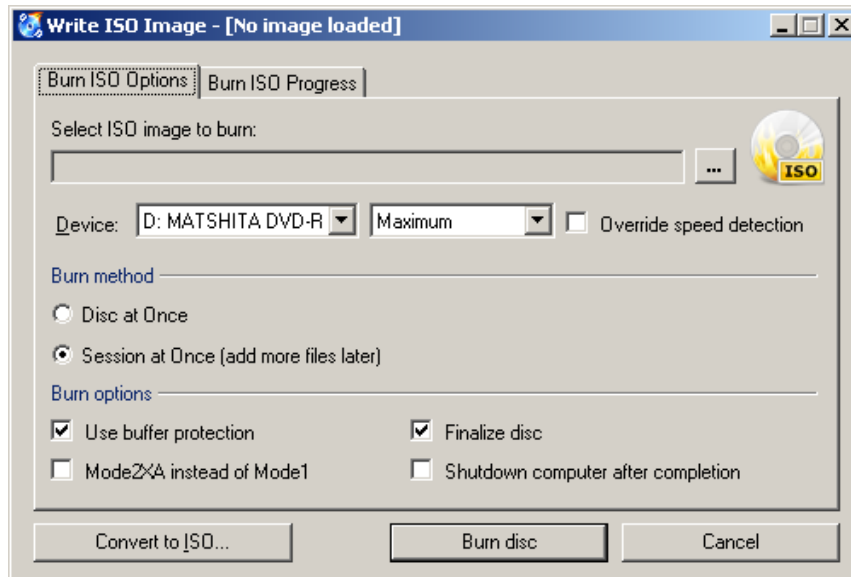 Write ISO Image - [No image loaded]
Burn ISO Options Burn ISO Progress
Select ISO image to burn:
...
ISO
Device: D: MATSHITA DVD-R Maximum Override speed detection
Burn method
Disc at Once
Session at Once (add more files later)
Burn options
Use buffer protection Finalize disc
Mode2XA instead of Mode1 Shutdown computer after completion
Convert to ISO... Burn disc Cancel